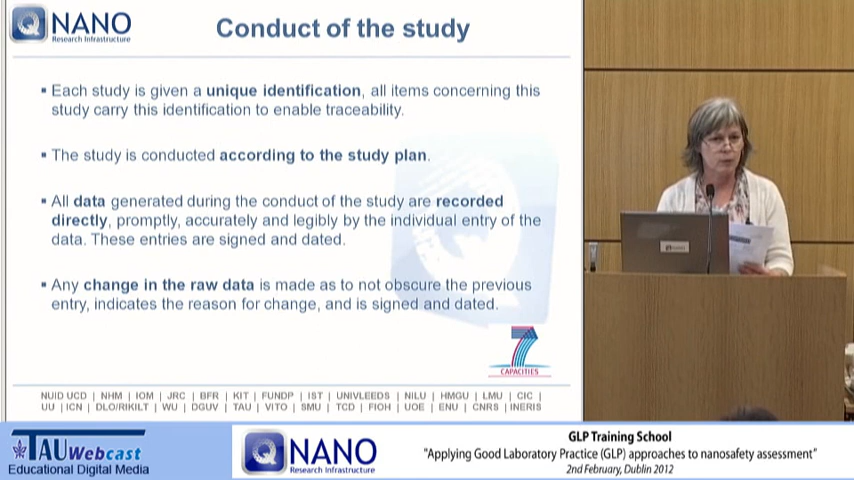 QNANO
Research Infrastructure
Conduct of the study
▪ Each study is given a unique identification, all items concerning this
study carry this identification to enable traceability.
▪ The study is conducted according to the study plan.
▪ All data generated during the conduct of the study are recorded
directly, promptly, accurately and legibly by the individual entry of the
data. These entries are signed and dated.
▪ Any change in the raw data is made as to not obscure the previous
entry, indicates the reason for change, and is signed and dated.
7
CAPACITIES
NUID UCD | NHM | IOM | JRC | BFR | KIT | FUNDP | IST | UNIVLEEDS | NILU | HMGU | LMU | CIC |
UU | ICN | DLO/RIKILT | WU | DGUV | TAU | VITO | SMU | TCD | FIOH | UOE | ENU | CNRS | INERIS
TAU Webcast
Educational Digital Media
QNANO
Research Infrastructure
GLP Training School
"Applying Good Laboratory Practice (GLP) approaches to nanosafety assessment"
2nd February, Dublin 2012